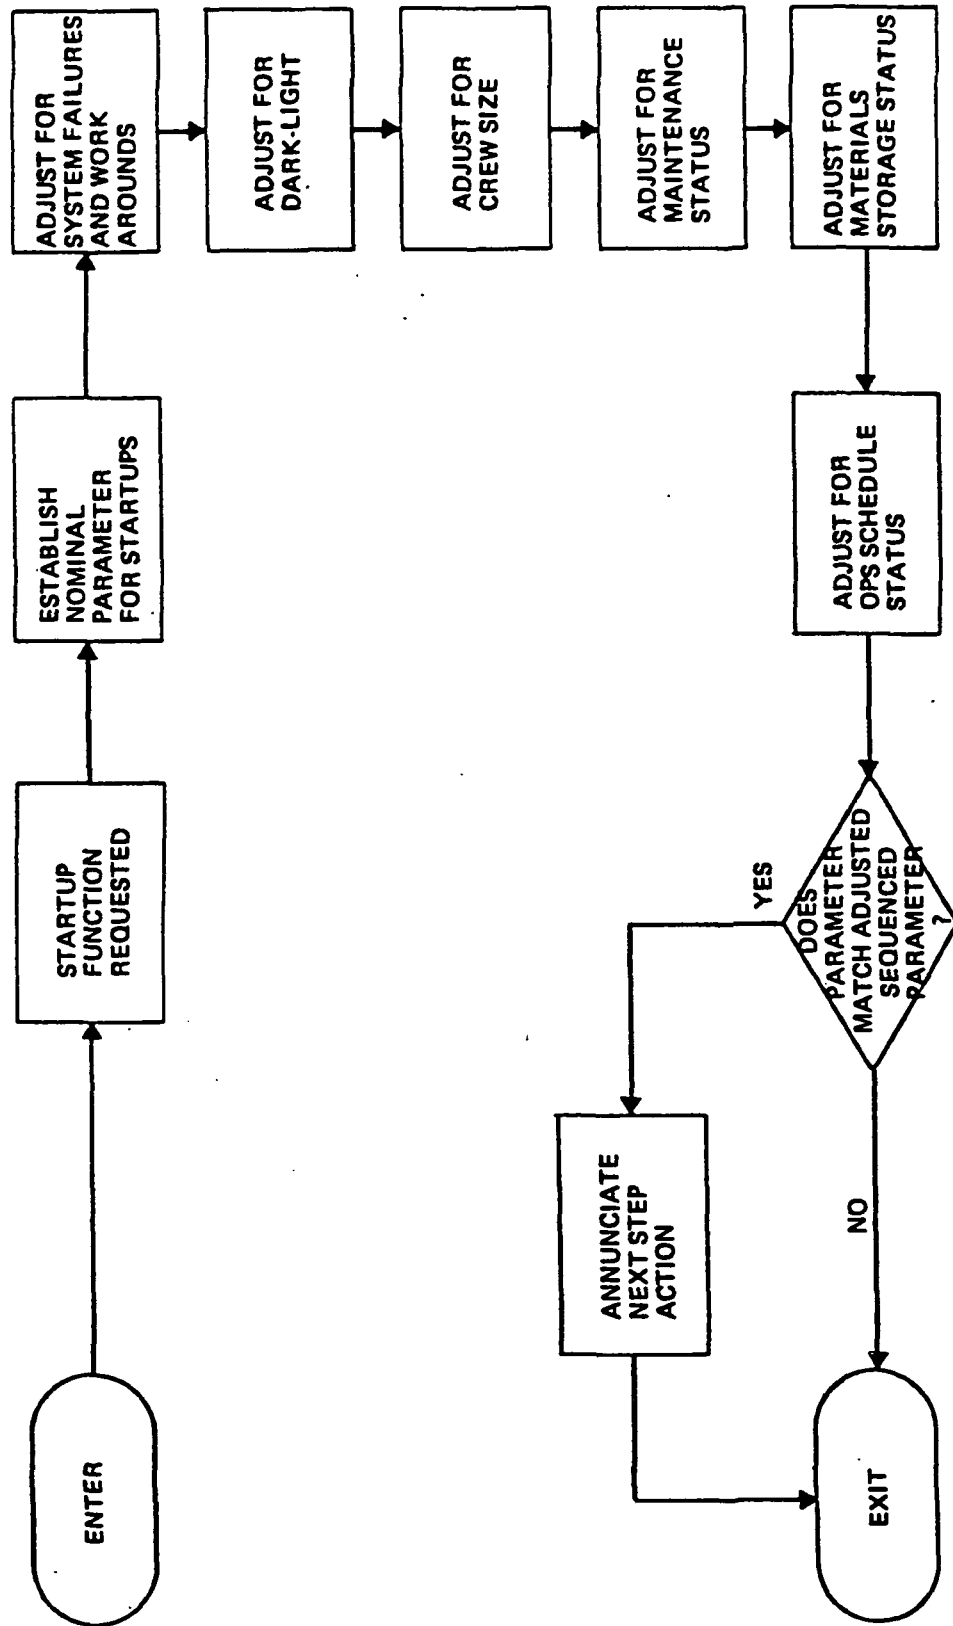 ENTER
STARTUP
FUNCTION
REQUESTED
ESTABLISH
NOMINAL
PARAMETER
FOR STARTUPS
ADJUST FOR
SYSTEM FAILURES
AND WORK
AROUNDS
ADJUST FOR
DARK-LIGHT
ADJUST FOR
CREW SIZE
ADJUST FOR
MAINTENANCE
STATUS
ADJUST FOR
MATERIALS
STORAGE STATUS
ADJUST FOR
OPS SCHEDULE
STATUS
DOES
PARAMETER
MATCH ADJUSTED
SEQUENCED
PARAMETER
?
YES
ANNUNCIATE
NEXT STEP
ACTION
NO
EXIT